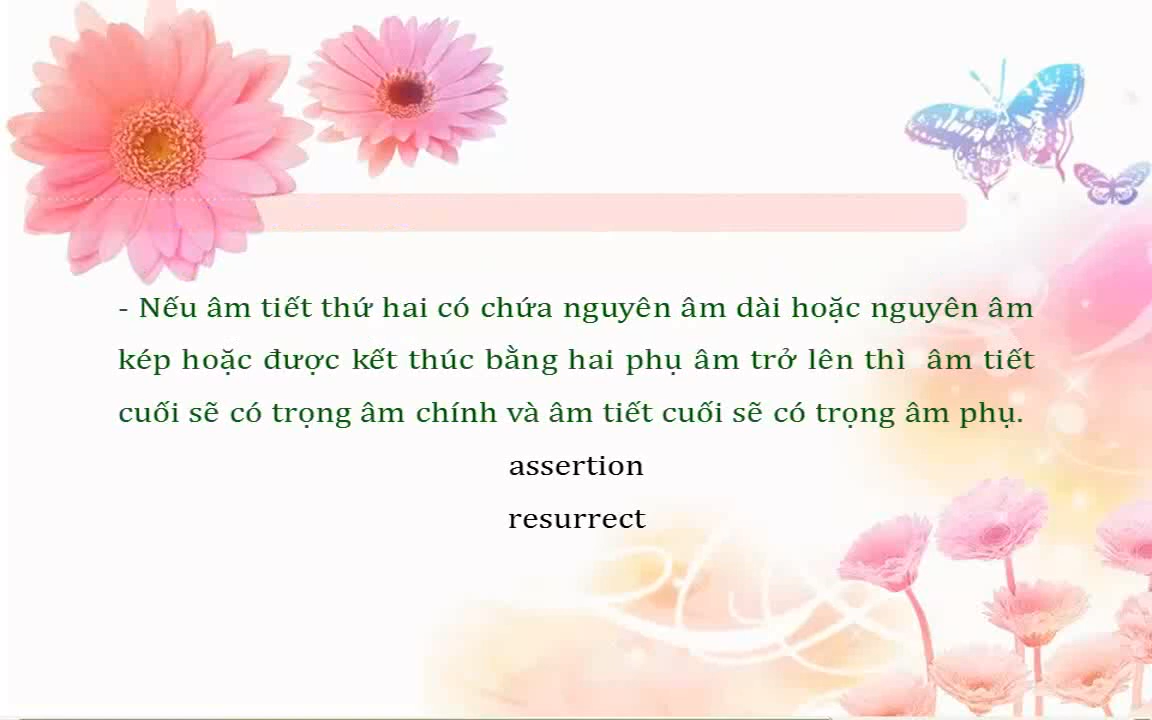 - Nếu âm tiết thứ hai có chứa nguyên âm dài hoặc nguyên âm
kép hoặc được kết thúc bằng hai phụ âm trở lên thì âm tiết
cuối sẽ có trọng âm chính và âm tiết cuối sẽ có trọng âm phụ.
assertion
resurrect